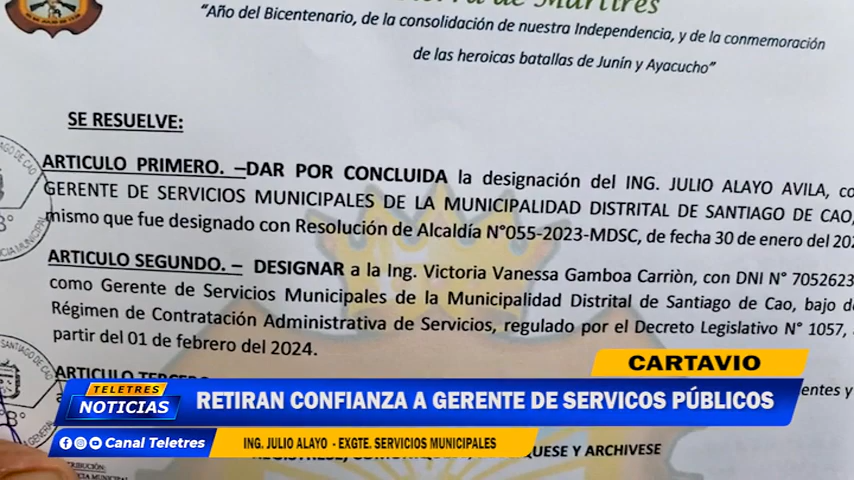 "Año del Bicentenario, de la consolidación de nuestra Independencia, y de la conmemoración
de las heroicas batallas de Junín y Ayacucho"
SE RESUELVE:
ARTICULO PRIMERO. –DAR POR CONCLUIDA la designación del ING. JULIO ALAYO AVILA, co
GERENTE DE SERVICIOS MUNICIPALES DE LA MUNICIPALIDAD DISTRITAL DE SANTIAGO DE CAO,
mismo que fue designado con Resolución de Alcaldía N°055-2023-MDSC, de fecha 30 de enero del 202
ARTICULO SEGUNDO. – DESIGNAR a la Ing. Victoria Vanessa Gamboa Carriòn, con DNI N° 7052623
como Gerente de Servicios Municipales de la Municipalidad Distrital de Santiago de Cao, bajo
Régimen de Contratación Administrativa de Servicios, regulado por el Decreto Legislativo N° 1057,
partir del 01 de febrero del 2024.
ARTICULO
CARTAVIO
TELETRES
NOTICIAS
RETIRAN CONFIANZA A GERENTE DE SERVICOS PÚBLICOS
Canal Teletres
ING. JULIO ALAYO - EXGTE. SERVICIOS MUNICIPALES
Y ARCHIVESE